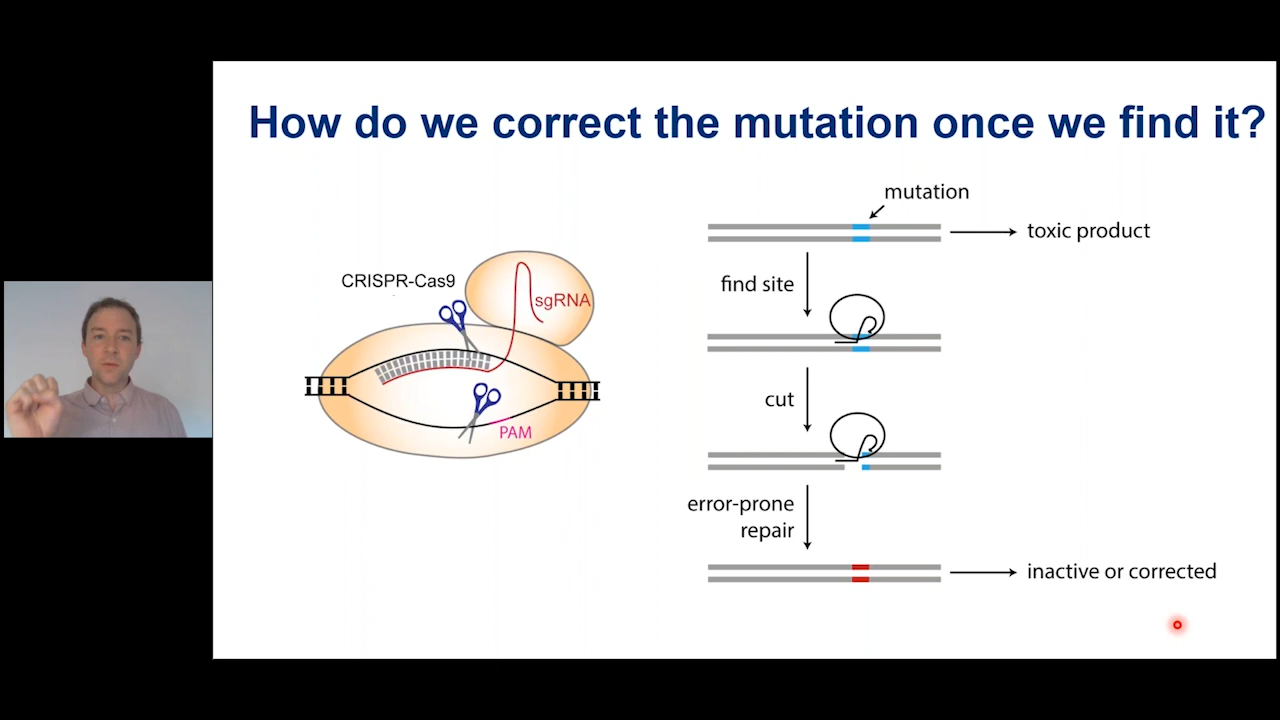 How do we correct the mutation once we find it?
CRISPR-Cas9
sgRNA
PAM
mutation
toxic product
find site
cut
error-prone
repair
inactive or corrected